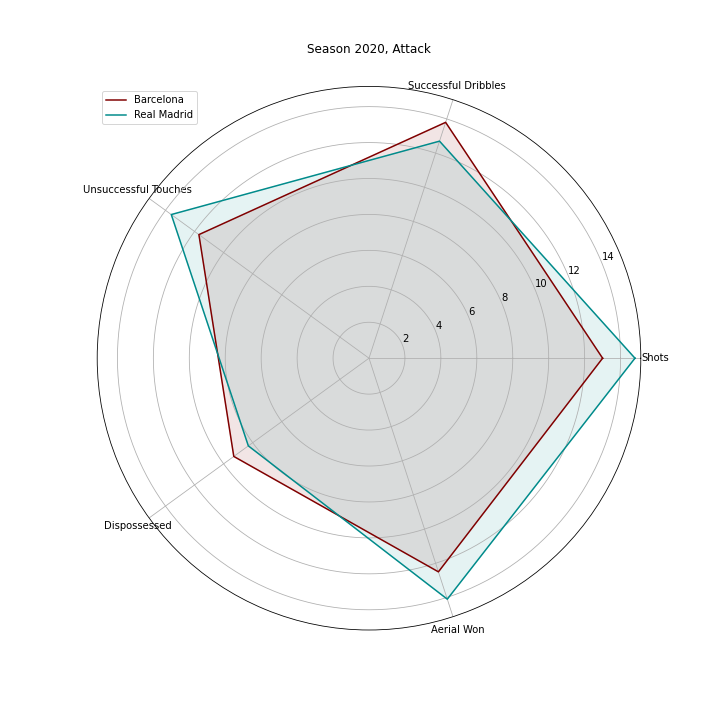 Season 2020, Attack
Barcelona
Real Madrid
Successful Dribbles
Unsuccessful Touches
14
12
10
8
6
4
2
Shots
Dispossessed
Aerial Won